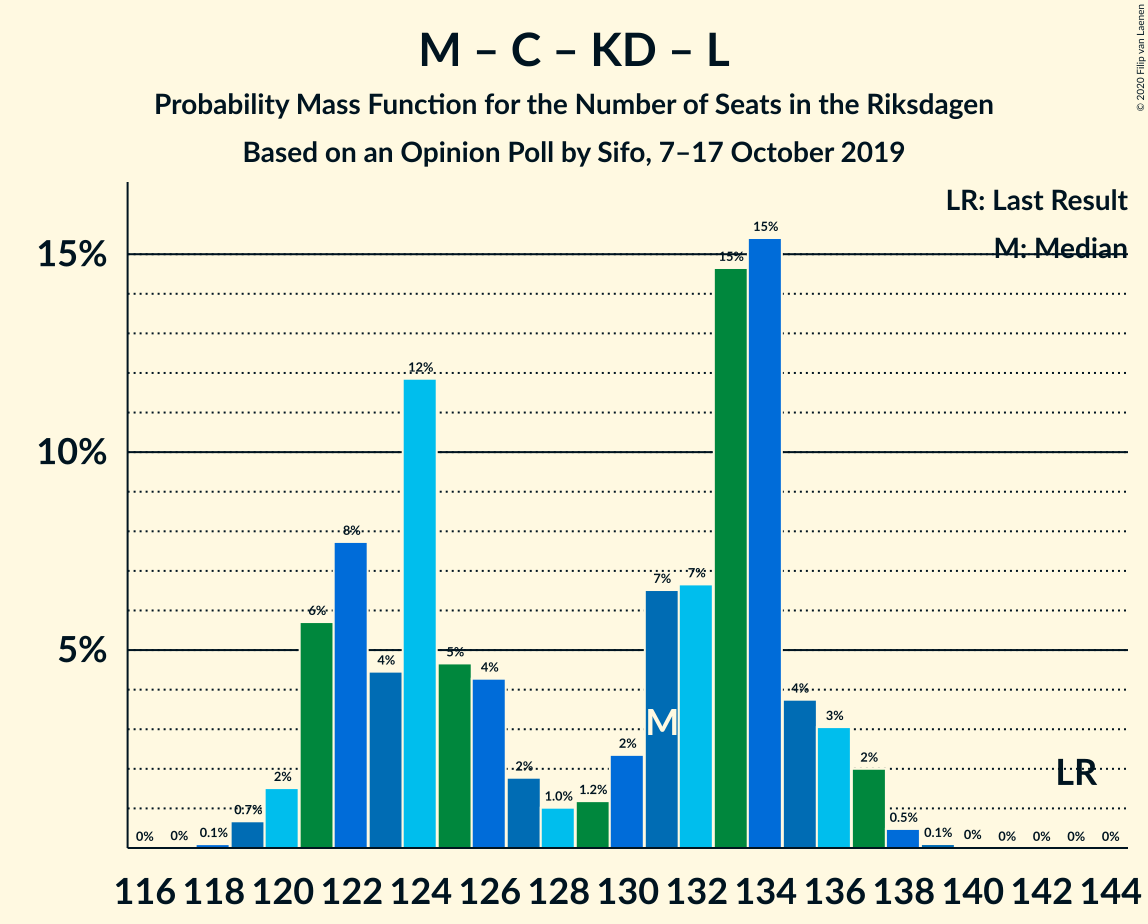 © 2020 Filip van Laenen
M – C – KD – L
Probability Mass Function for the Number of Seats in the Riksdagen
Based on an Opinion Poll by Sifo, 7–17 October 2019
LR: Last Result
M: Median
15%
10%
5%
0% 0% 0.1% 0.7% 2% 6% 8% 4% 12% 5% 4% 2% 1.0% 1.2% 2% 7% 7% 15% 15% 4% 3% 2% 0.5% 0.1% 0% 0% 0% 0% 0%
M
LR
116 118 120 122 124 126 128 130 132 134 136 138 140 142 144